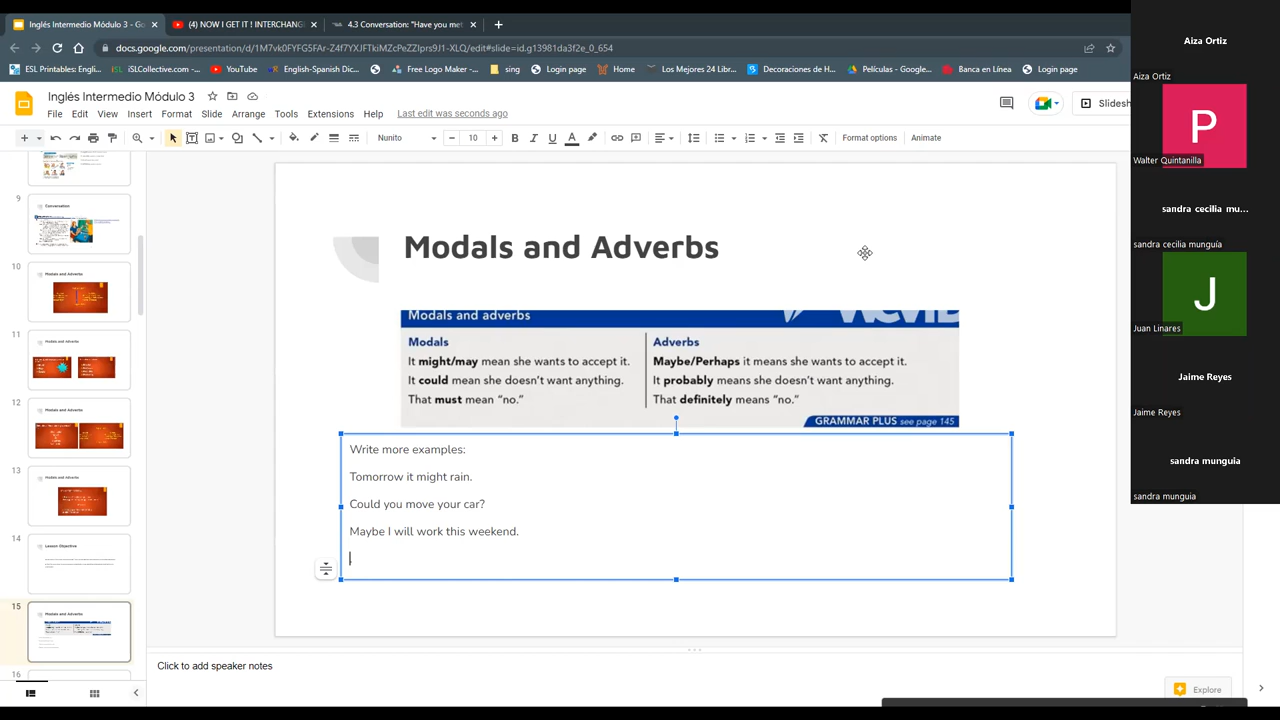 Inglés Intermedio Módulo 3 - Go
(4) NOW I GET IT ! INTERCHANG
4.3 Conversation: "Have you met
docs.google.com/presentation/d/1M7vk0FYFG5FAr-Z4f7YXJFTkiMZcPeZZIprs9J1-XLQ/edit#slide=id.g13981da3f2e_0_654
ESL Printables: Engli...
iSLCollective.com -...
YouTube
English-Spanish Dic...
Free Logo Maker -...
sing
Login page
Home
Los Mejores 24 Libr...
Decoraciones de H...
Películas - Google...
Banca en Línea
Login page
Inglés Intermedio Módulo 3
File Edit View Insert Format Slide Arrange Tools Extensions Help Last edit was seconds ago
Slidesh
Nunito 10 Format options Animate
9 Conversation
10 Modals and Adverbs
11 Modals and Adverbs
12 Modals and Adverbs
13 Modals and Adverbs
14 Lesson Objective
15 Modals and Adverbs
16
Modals and Adverbs
Modals and adverbs
Modals
It might/may mean she wants to accept it.
It could mean she doesn't want anything.
That must mean "no."
Adverbs
Maybe/Perhaps it means she wants to accept it.
It probably means she doesn't want anything.
That definitely means "no."
GRAMMAR PLUS see page 145
Write more examples:
Tomorrow it might rain.
Could you move your car?
Maybe I will work this weekend.
Click to add speaker notes
Explore
Aiza Ortiz
Aiza Ortiz
P
Walter Quintanilla
sandra cecilia mu...
sandra cecilia munguía
J
Juan Linares
Jaime Reyes
Jaime Reyes
sandra munguia
sandra munguia